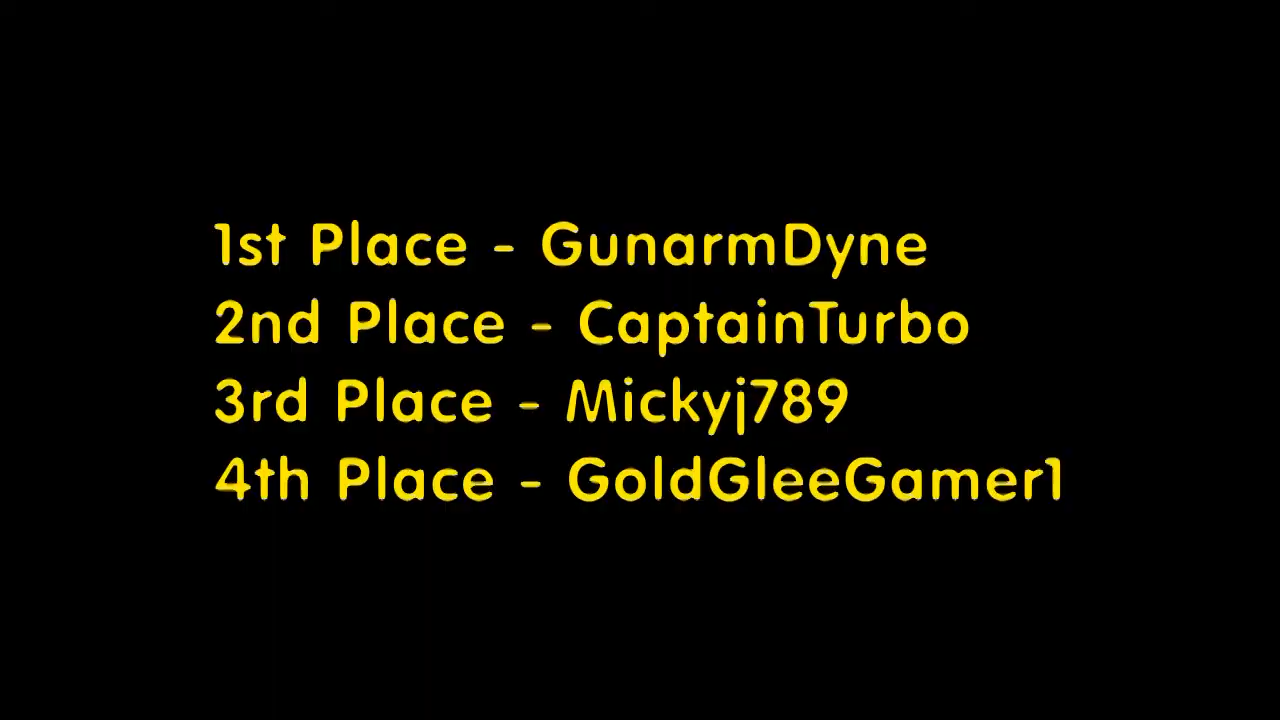 1st Place - GunarmDyne
2nd Place - CaptainTurbo
3rd Place - Mickyj789
4th Place - GoldGleeGamer1